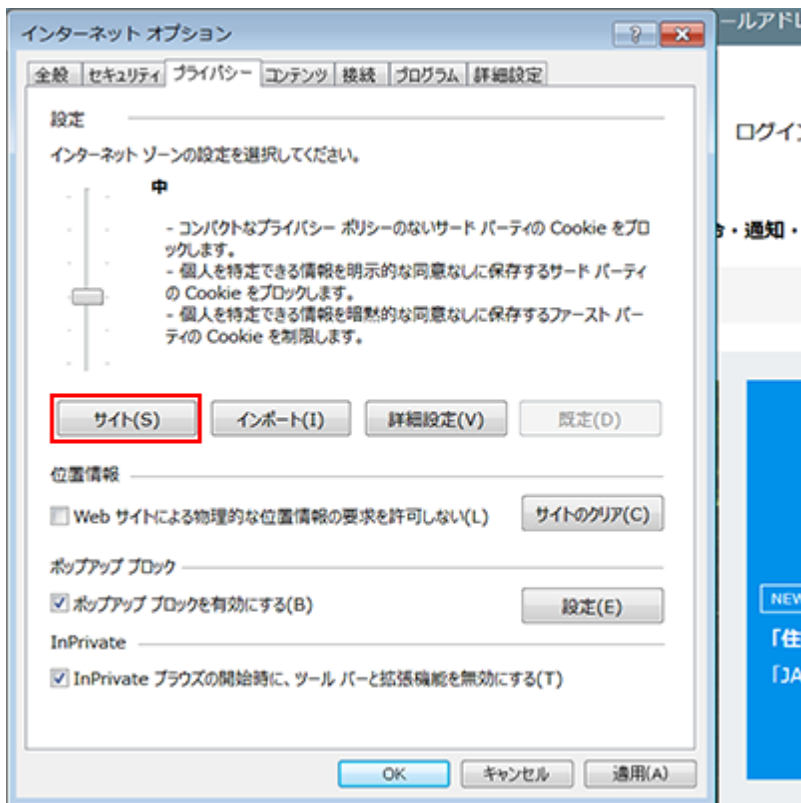 インターネット オプション
全般 セキュリティ プライバシー コンテンツ 接続 プログラム 詳細設定
設定
インターネット ゾーンの設定を選択してください。
中
- コンパクトなプライバシー ポリシーのないサード パーティの Cookie をブロ
ックします。
- 個人を特定できる情報を明示的な同意なしに保存するサード パーティ
の Cookie をブロックします。
- 個人を特定できる情報を暗黙的な同意なしに保存するファースト パー
ティの Cookie を制限します。
サイト(S) インポート(I) 詳細設定(V) 既定(D)
位置情報
Web サイトによる物理的な位置情報の要求を許可しない(L) サイトのクリア(C)
ポップアップ ブロック
ポップアップ ブロックを有効にする(B) 設定(E)
InPrivate
InPrivate ブラウズの開始時に、ツール バーと拡張機能を無効にする(T)
OK キャンセル 適用(A)
ールアドレ
ログイン
・通知・
NEW
「住
「JA